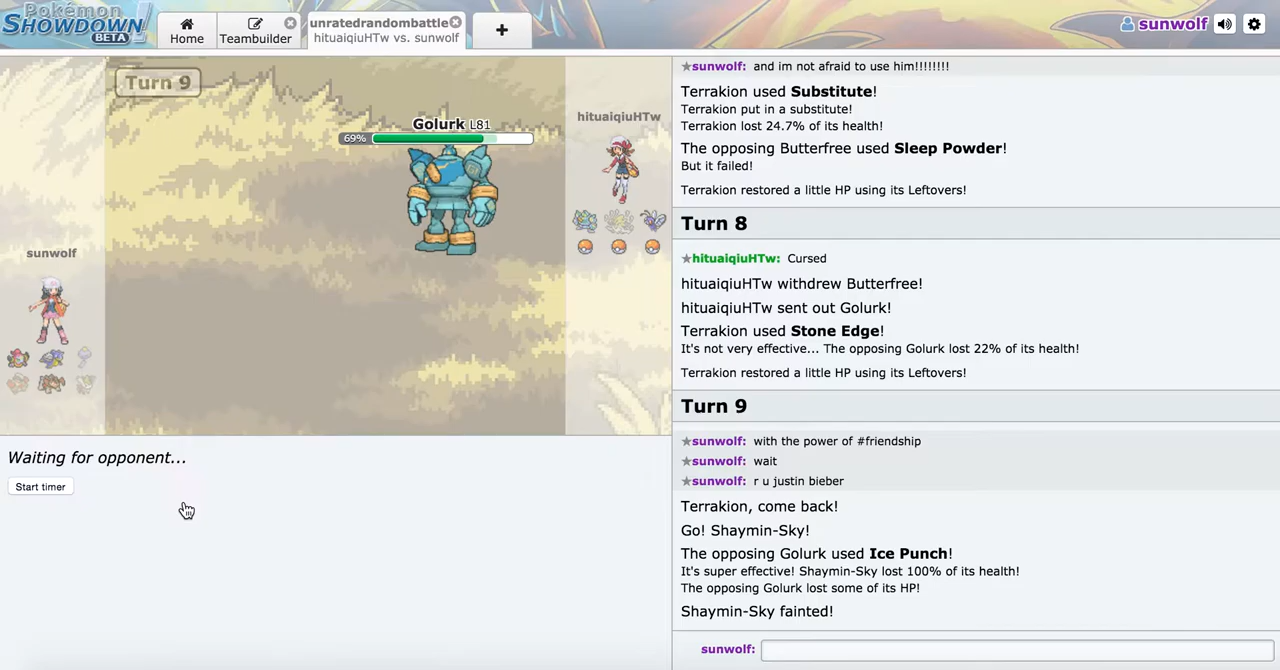 Pokémon
SHOWDOWN!
BETA
Home
Teambuilder
unratedrandombattle
hituaiqiuHTw vs. sunwolf
sunwolf
Turn 9
Golurk L81
69%
hituaiqiuHTw
sunwolf
Waiting for opponent...
Start timer
★sunwolf: and im not afraid to use him!!!!!!!!
Terrakion used Substitute!
Terrakion put in a substitute!
Terrakion lost 24.7% of its health!
The opposing Butterfree used Sleep Powder!
But it failed!
Terrakion restored a little HP using its Leftovers!
Turn 8
★hituaiqiuHTw: Cursed
hituaiqiuHTw withdrew Butterfree!
hituaiqiuHTw sent out Golurk!
Terrakion used Stone Edge!
It's not very effective... The opposing Golurk lost 22% of its health!
Terrakion restored a little HP using its Leftovers!
Turn 9
★sunwolf: with the power of #friendship
★sunwolf: wait
★sunwolf: r u justin bieber
Terrakion, come back!
Go! Shaymin-Sky!
The opposing Golurk used Ice Punch!
It's super effective! Shaymin-Sky lost 100% of its health!
The opposing Golurk lost some of its HP!
Shaymin-Sky fainted!
sunwolf: